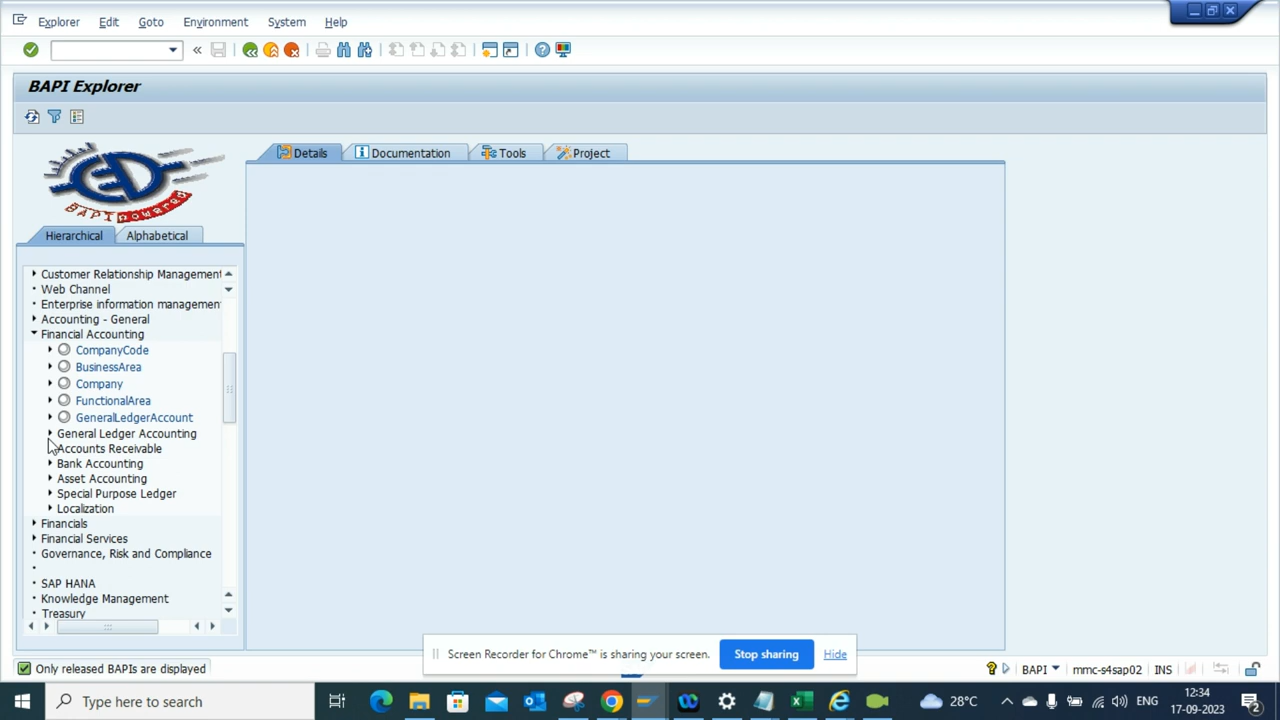 Explorer Edit Goto Environment System Help
BAPI Explorer
BAPIpowered
Details Documentation Tools Project
Hierarchical Alphabetical
Customer Relationship Management
Web Channel
Enterprise information managemen
Accounting - General
Financial Accounting
CompanyCode
BusinessArea
Company
FunctionalArea
GeneralLedgerAccount
General Ledger Accounting
Accounts Receivable
Bank Accounting
Asset Accounting
Special Purpose Ledger
Localization
Financials
Financial Services
Governance, Risk and Compliance
SAP HANA
Knowledge Management
Treasury
Screen Recorder for Chrome™ is sharing your screen. Stop sharing Hide
Only released BAPIs are displayed
BAPI mmc-s4sap02 INS
Type here to search
28°C ENG
12:34
17-09-2023
2